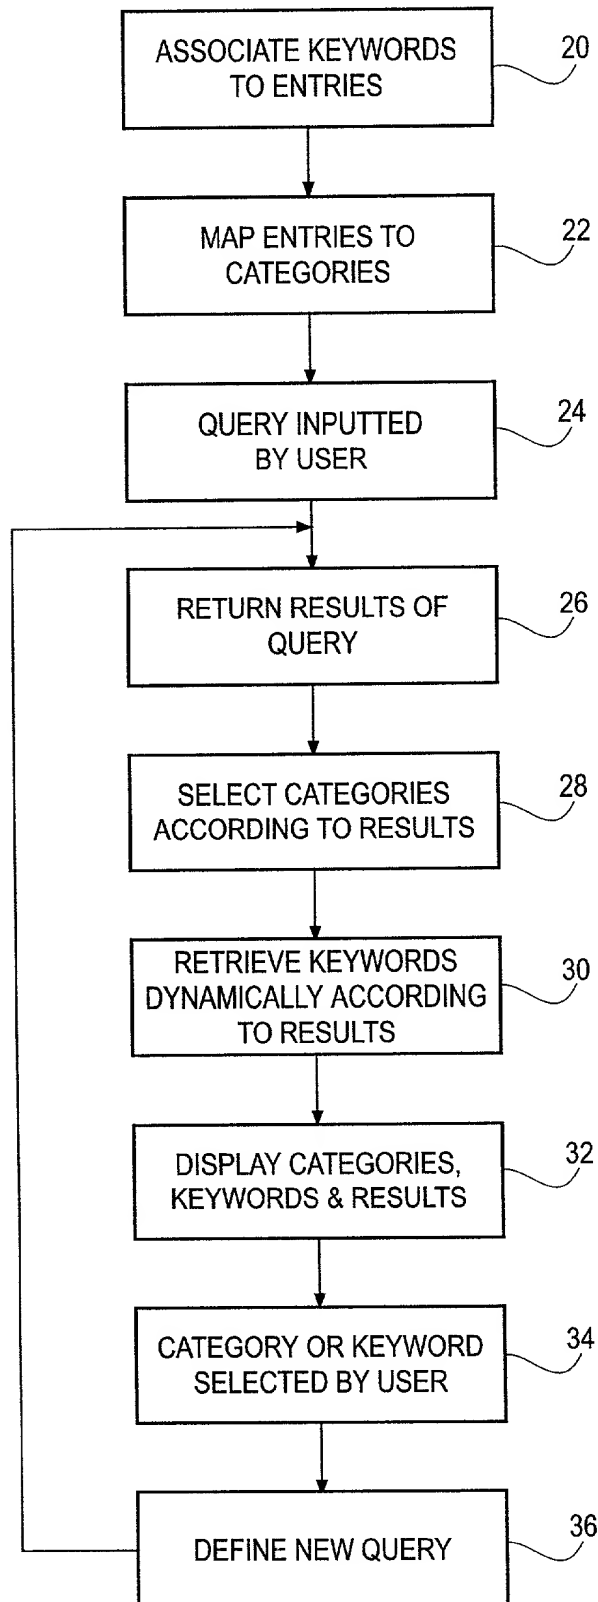 ASSOCIATE KEYWORDS
TO ENTRIES
20
MAP ENTRIES TO
CATEGORIES
22
QUERY INPUTTED
BY USER
24
RETURN RESULTS OF
QUERY
26
SELECT CATEGORIES
ACCORDING TO RESULTS
28
RETRIEVE KEYWORDS
DYNAMICALLY ACCORDING
TO RESULTS
30
DISPLAY CATEGORIES,
KEYWORDS & RESULTS
32
CATEGORY OR KEYWORD
SELECTED BY USER
34
DEFINE NEW QUERY
36